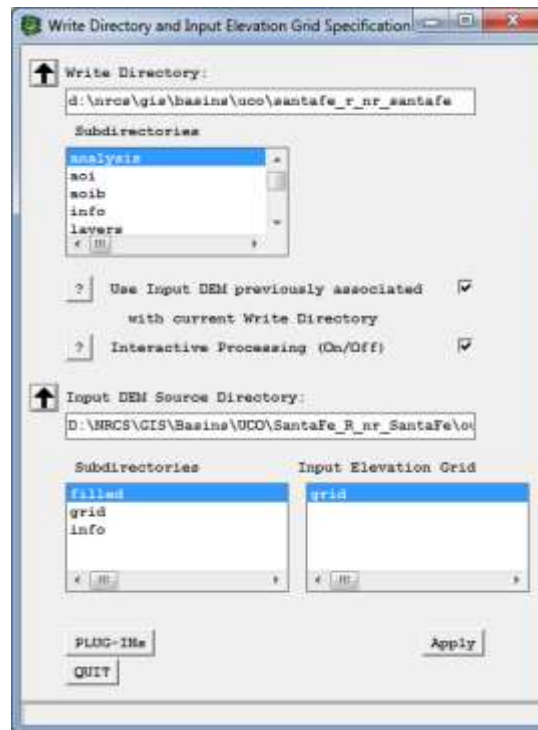 Write Directory and Input Elevation Grid Specification
Write Directory:
d:\nrcs\gis\basins\uco\santafe_r_nr_santafe
Subdirectories
analysis
aoi
aoib
info
layers
? Use Input DEM previously associated
with current Write Directory
? Interactive Processing (On/Off)
Input DEM Source Directory:
D:\NRCS\GIS\Basins\UCO\SantaFe_R_nr_SantaFe\ou
Subdirectories Input Elevation Grid
filled grid
grid
info
PLUG-INs Apply
QUIT